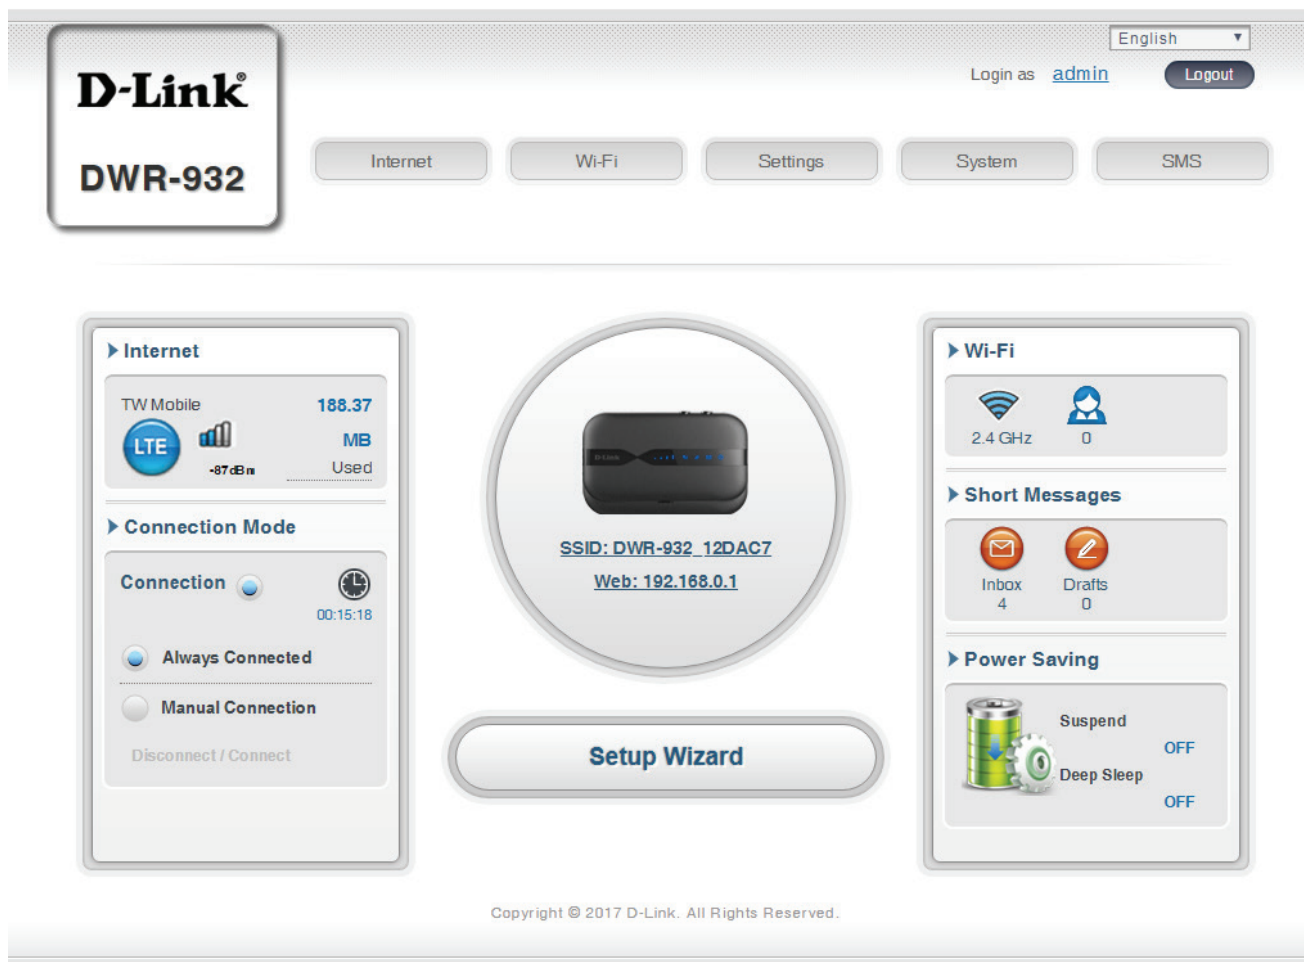 English
Login as admin Logout
D-Link®
DWR-932
Internet Wi-Fi Settings System SMS
Internet
TW Mobile 188.37
MB
LTE
-87 dBm Used
Connection Mode
Connection
00:15:18
Always Connected
Manual Connection
Disconnect / Connect
D-Link
SSID: DWR-932_12DAC7
Web: 192.168.0.1
Setup Wizard
Wi-Fi
2.4 GHz 0
Short Messages
Inbox Drafts
4 0
Power Saving
Suspend
OFF
Deep Sleep
OFF
Copyright © 2017 D-Link. All Rights Reserved.